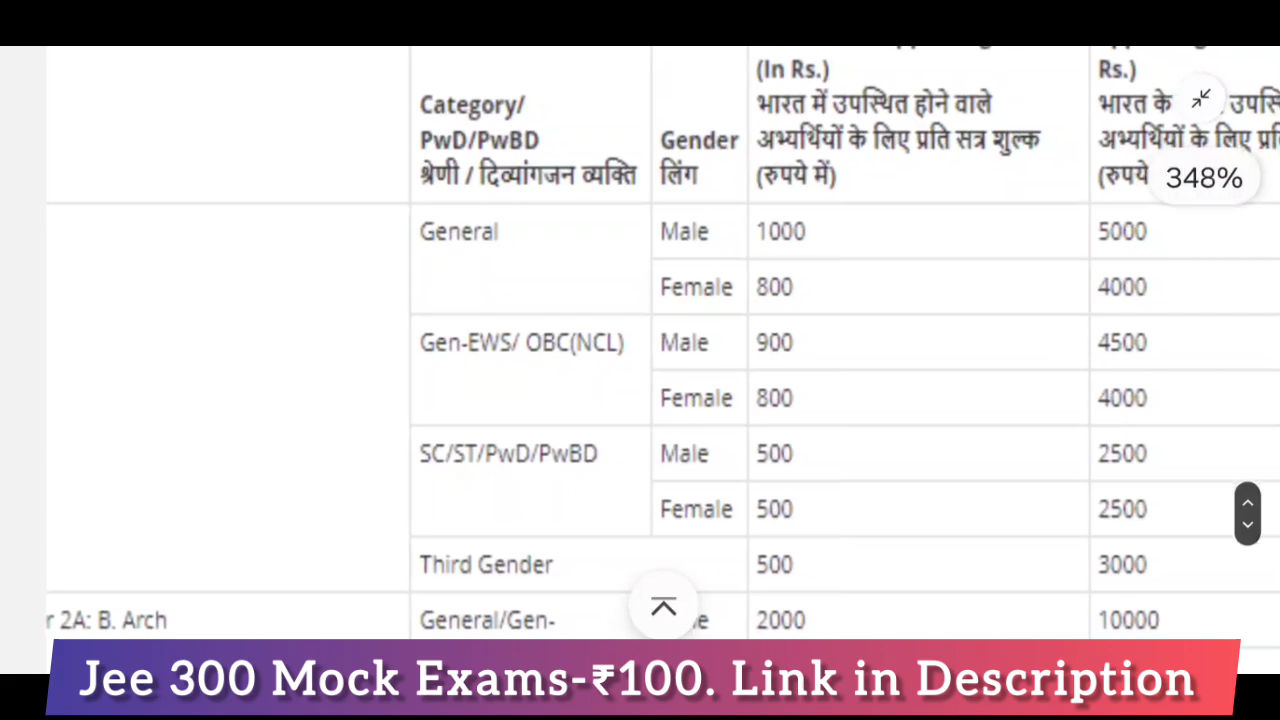 (In Rs.)
Rs.)
Category/
PwD/PwBD
श्रेणी / दिव्यांगजन व्यक्ति
Gender
लिंग
भारत में उपस्थित होने वाले
अभ्यर्थियों के लिए प्रति सत्र शुल्क
(रुपये में)
भारत के
अभ्यर्थियों के लिए
(रुपये
348%
General Male 1000 5000
Female 800 4000
Gen-EWS/ OBC(NCL) Male 900 4500
Female 800 4000
SC/ST/PwD/PwBD Male 500 2500
Female 500 2500
Third Gender 500 3000
2A: B. Arch General/Gen- 2000 10000
Jee 300 Mock Exams-₹100. Link in Description